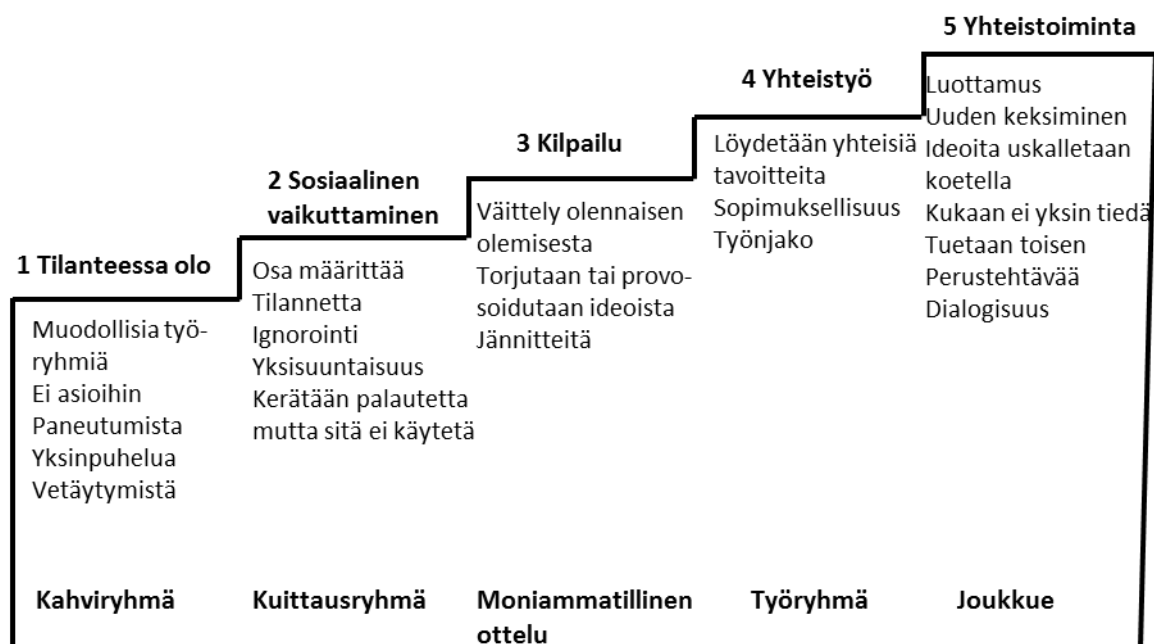 1 Tilanteessa olo
Muodollisia työ-
ryhmiä
Ei asioihin
Paneutumista
Yksinpuhelua
Vetäytymistä
Kahviryhmä
2 Sosiaalinen
vaikuttaminen
Osa määrittää
Tilannetta
Ignorointi
Yksisuuntaisuus
Kerätään palautetta
mutta sitä ei käytetä
Kuittausryhmä
3 Kilpailu
Väittely olennaisen
olemisesta
Torjutaan tai provo-
soidutaan ideoista
Jännitteitä
Moniammatillinen
ottelu
4 Yhteistyö
Löydetään yhteisiä
tavoitteita
Sopimuksellisuus
Työnjako
Työryhmä
5 Yhteistoiminta
Luottamus
Uuden keksiminen
Ideoita uskalletaan
koetella
Kukaan ei yksin tiedä
Tuetaan toisen
Perustehtävää
Dialogisuus
Joukkue